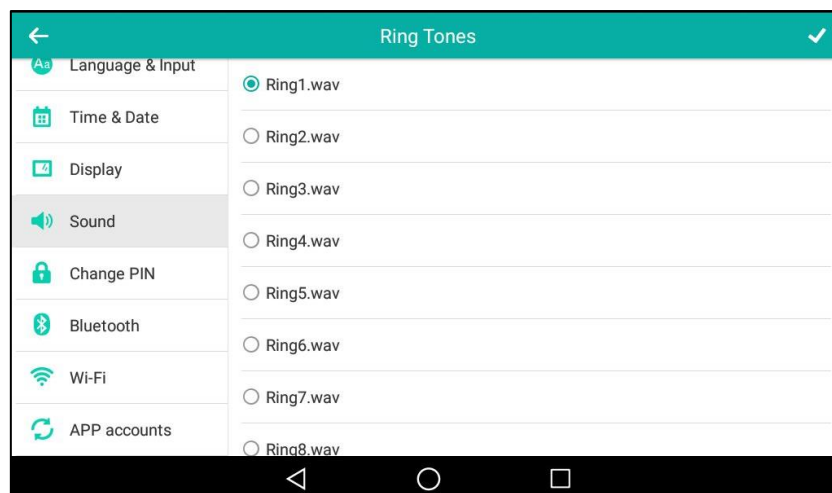 Ring Tones
Aa
Language & Input
Time & Date
Display
Sound
Change PIN
Bluetooth
Wi-Fi
APP accounts
Ring1.wav
Ring2.wav
Ring3.wav
Ring4.wav
Ring5.wav
Ring6.wav
Ring7.wav
Ring8.wav